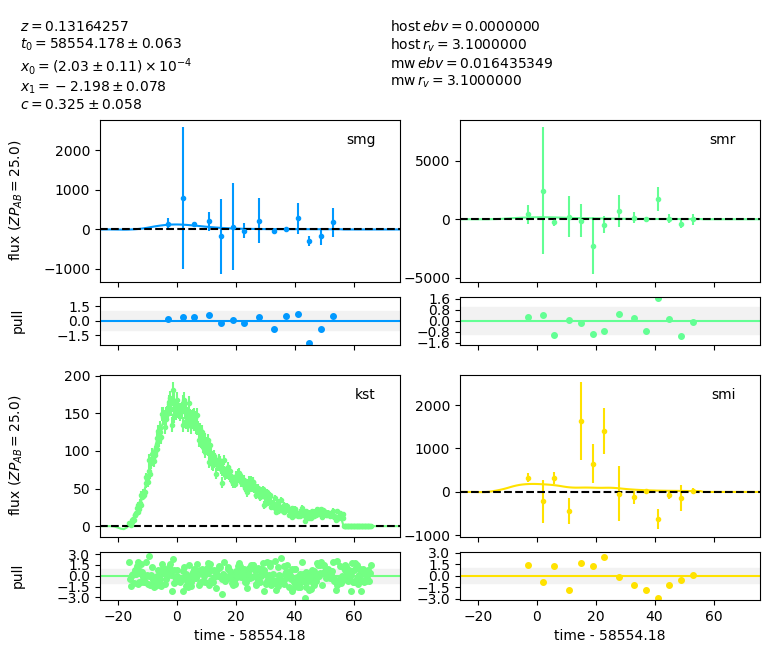 z = 0.13164257
t₀ = 58554.178 ± 0.063
x₀ = (2.03 ± 0.11) × 10⁻⁴
x₁ = −2.198 ± 0.078
c = 0.325 ± 0.058
host ebv = 0.0000000
host r_v = 3.1000000
mw ebv = 0.016435349
mw r_v = 3.1000000
smg
flux (ZP_AB = 25.0)
2000
1000
0
−1000
smr
5000
0
−5000
pull
1.5
0.0
−1.5
1.6
0.8
0.0
−0.8
−1.6
kst
flux (ZP_AB = 25.0)
200
150
100
50
0
smi
2000
1000
0
−1000
pull
3.0
1.5
0.0
−1.5
−3.0
−20 0 20 40 60
time - 58554.18
3.0
1.5
0.0
−1.5
−3.0
−20 0 20 40 60
time - 58554.18